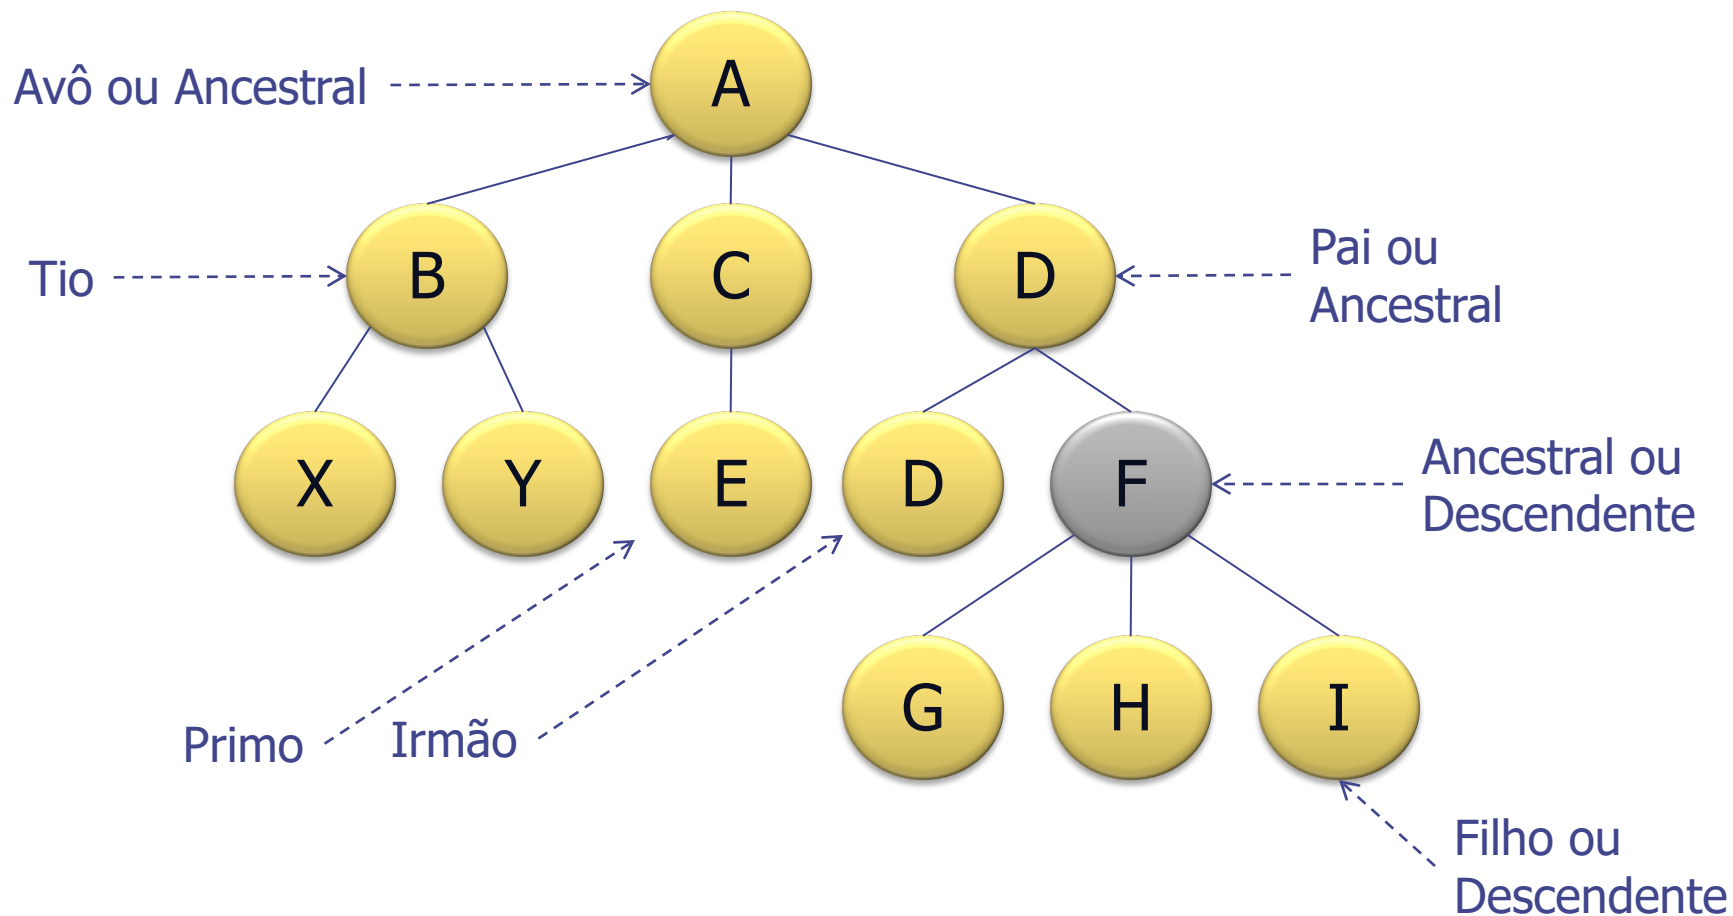 Avô ou Ancestral
A
Tio
B
C
D
Pai ou
Ancestral
X
Y
E
D
F
Ancestral ou
Descendente
Primo
Irmão
G
H
I
Filho ou
Descendente